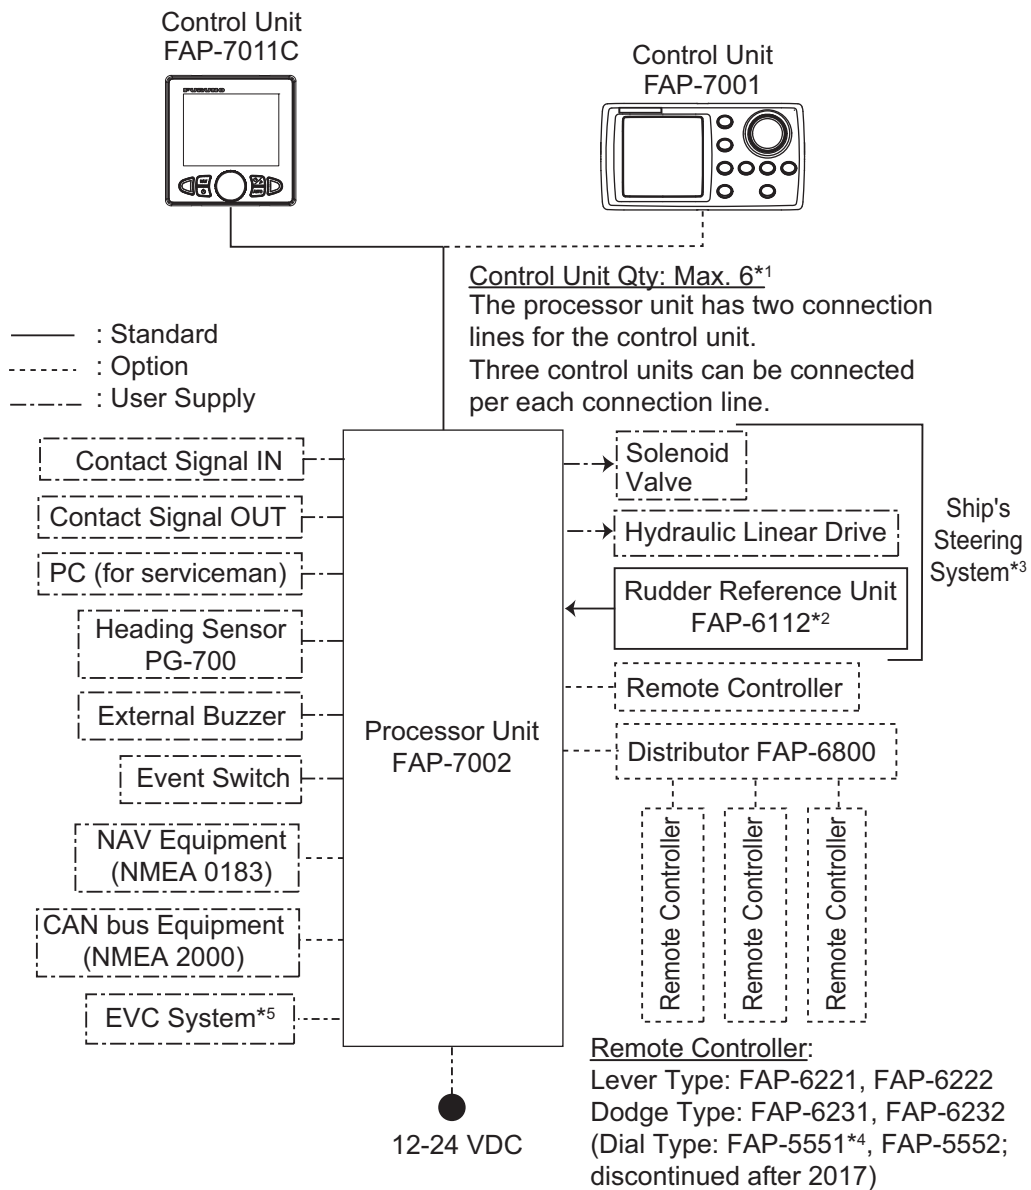 Control Unit
FAP-7011C
Control Unit
FAP-7001
FURUNO
Control Unit Qty: Max. 6*1
The processor unit has two connection
lines for the control unit.
Three control units can be connected
per each connection line.
: Standard
: Option
: User Supply
Contact Signal IN
Contact Signal OUT
PC (for serviceman)
Heading Sensor
PG-700
External Buzzer
Event Switch
NAV Equipment
(NMEA 0183)
CAN bus Equipment
(NMEA 2000)
EVC System*5
Processor Unit
FAP-7002
12-24 VDC
Solenoid
Valve
Hydraulic Linear Drive
Rudder Reference Unit
FAP-6112*2
Ship's
Steering
System*3
Remote Controller
Distributor FAP-6800
Remote Controller
Remote Controller
Remote Controller
Remote Controller:
Lever Type: FAP-6221, FAP-6222
Dodge Type: FAP-6231, FAP-6232
(Dial Type: FAP-5551*4, FAP-5552;
discontinued after 2017)